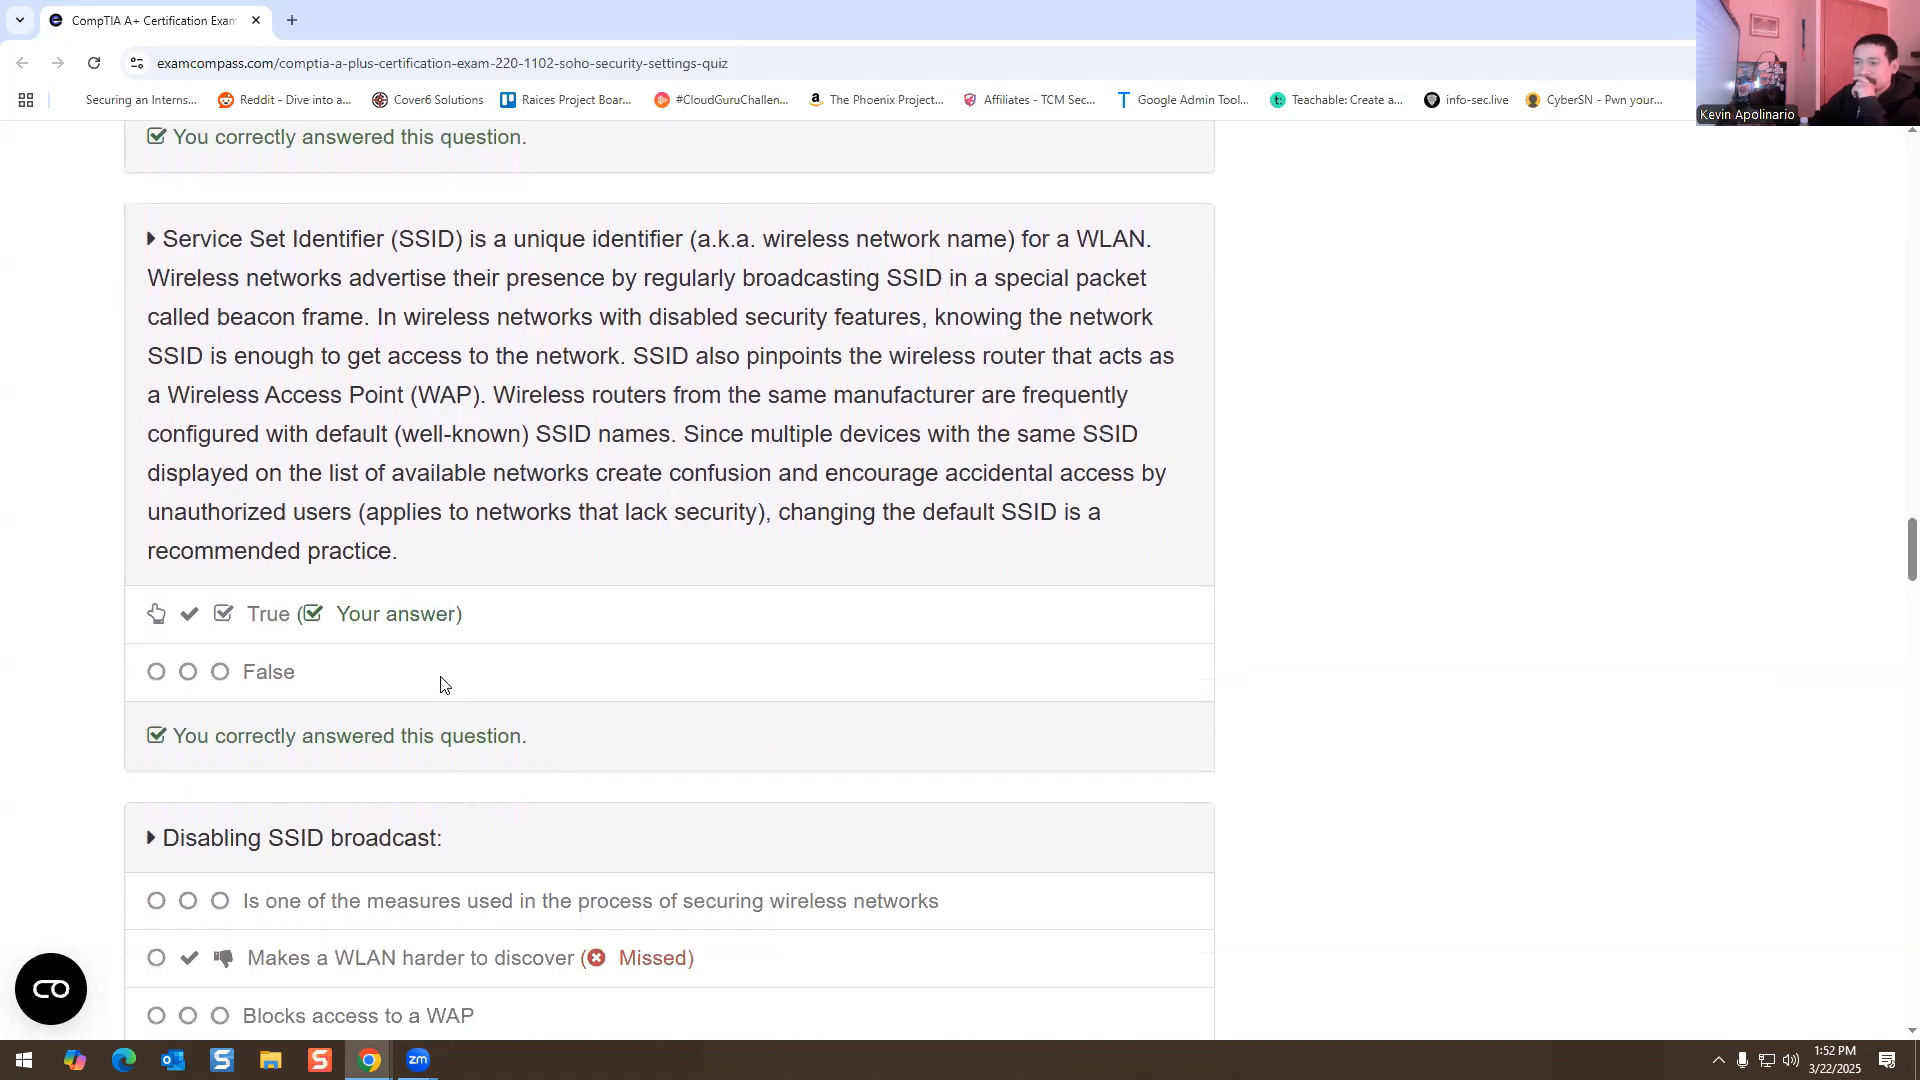 CompTIA A+ Certification Exam
examcompass.com/comptia-a-plus-certification-exam-220-1102-soho-security-settings-quiz
Securing an Interns...
Reddit - Dive into a...
Cover6 Solutions
Raices Project Boar...
#CloudGuruChallen...
The Phoenix Project...
Affiliates - TCM Sec...
Google Admin Tool...
Teachable: Create a...
info-sec.live
CyberSN - Pwn your...
Kevin Apolinario
You correctly answered this question.
Service Set Identifier (SSID) is a unique identifier (a.k.a. wireless network name) for a WLAN.
Wireless networks advertise their presence by regularly broadcasting SSID in a special packet
called beacon frame. In wireless networks with disabled security features, knowing the network
SSID is enough to get access to the network. SSID also pinpoints the wireless router that acts as
a Wireless Access Point (WAP). Wireless routers from the same manufacturer are frequently
configured with default (well-known) SSID names. Since multiple devices with the same SSID
displayed on the list of available networks create confusion and encourage accidental access by
unauthorized users (applies to networks that lack security), changing the default SSID is a
recommended practice.
True ( Your answer)
False
You correctly answered this question.
Disabling SSID broadcast:
Is one of the measures used in the process of securing wireless networks
Makes a WLAN harder to discover ( Missed)
Blocks access to a WAP
zm
1:52 PM
3/22/2025